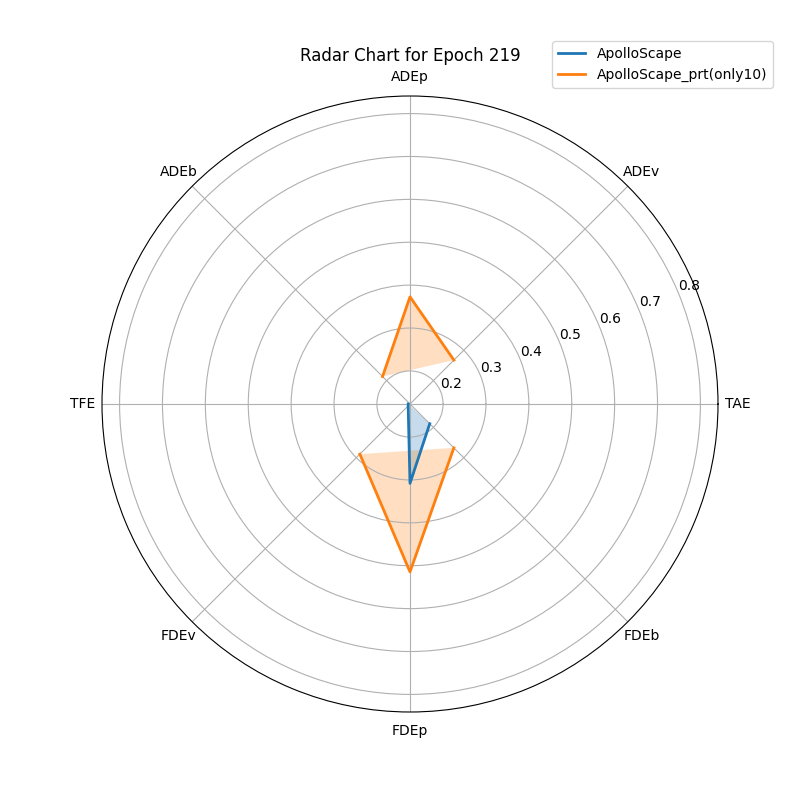 Radar Chart for Epoch 219
ApolloScape
ApolloScape_prt(only10)
ADEp
ADEb
ADEv
0.8
0.7
0.6
0.5
0.4
0.3
0.2
TFE
TAE
FDEv
FDEb
FDEp